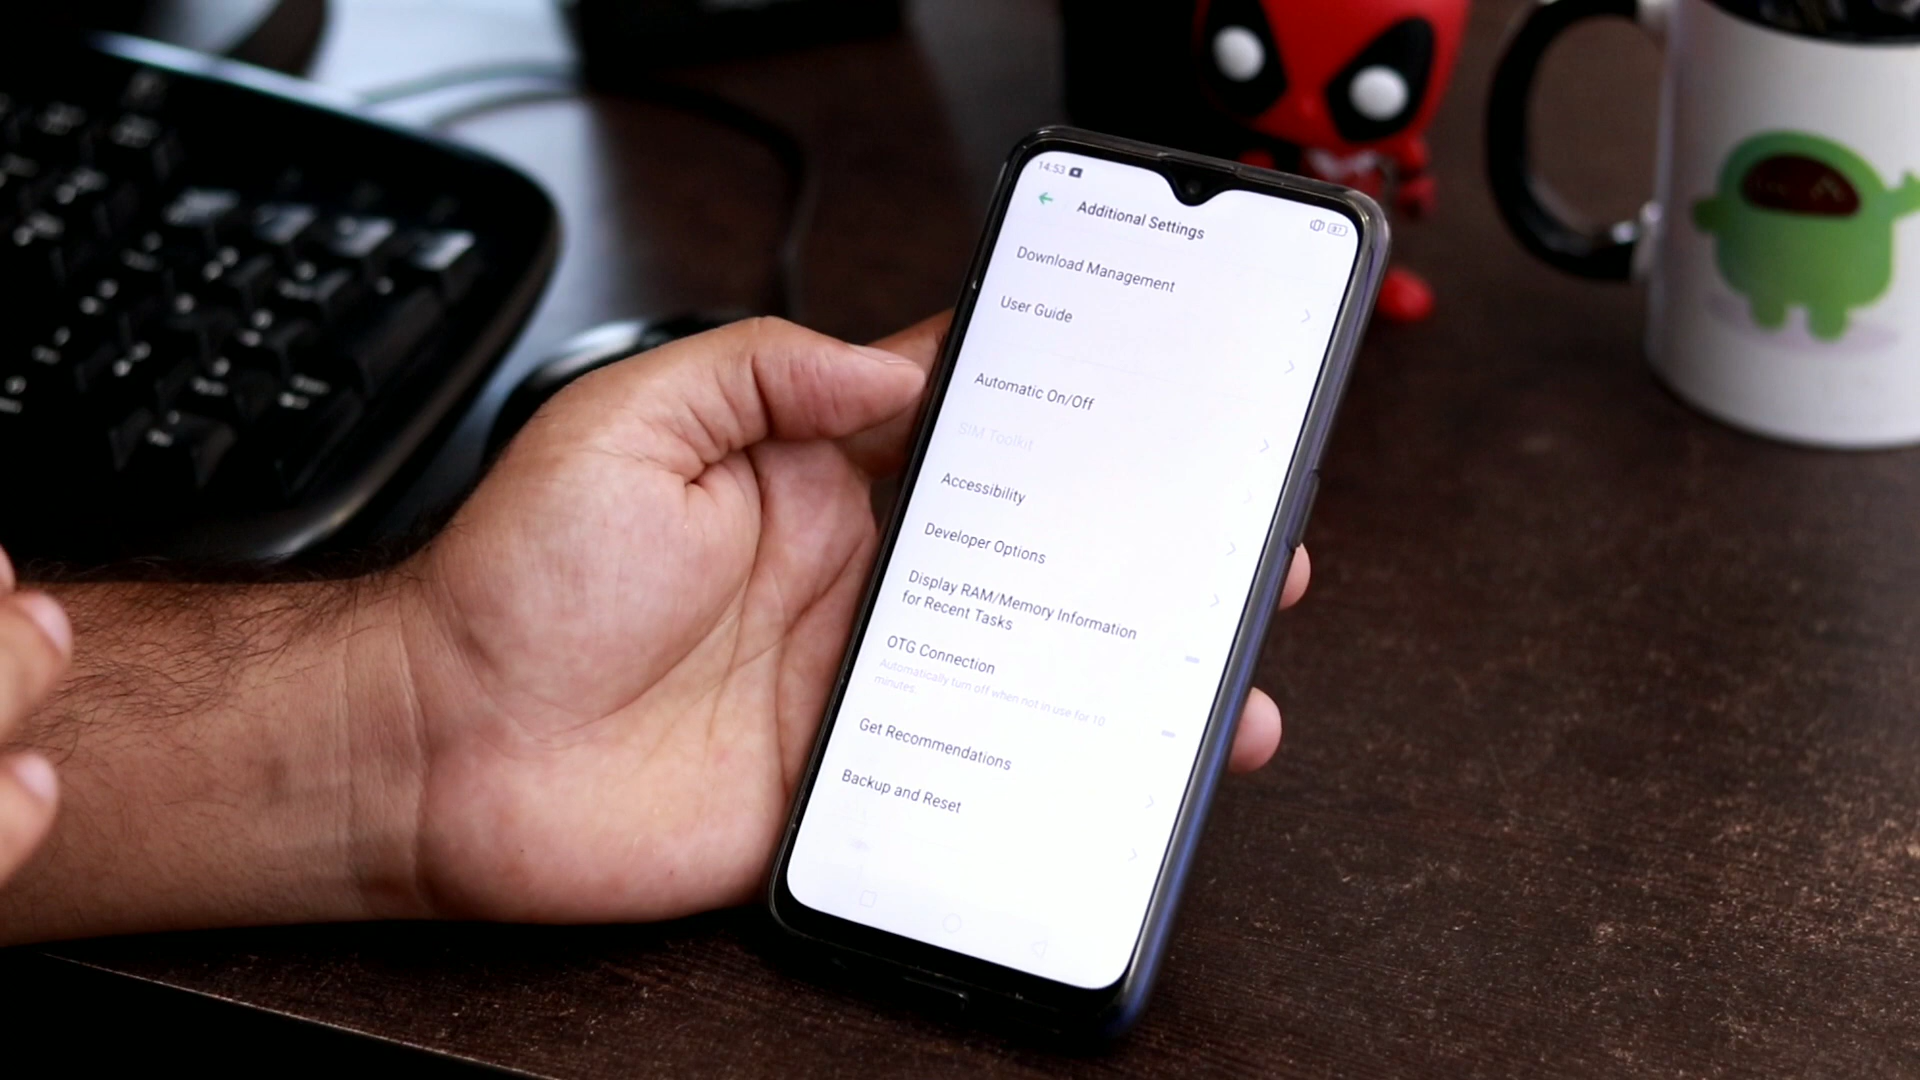 14:53
Additional Settings
Download Management
User Guide
Automatic On/Off
SIM Toolkit
Accessibility
Developer Options
Display RAM/Memory Information
for Recent Tasks
OTG Connection
Automatically turn off when not in use for 10
minutes.
Get Recommendations
Backup and Reset